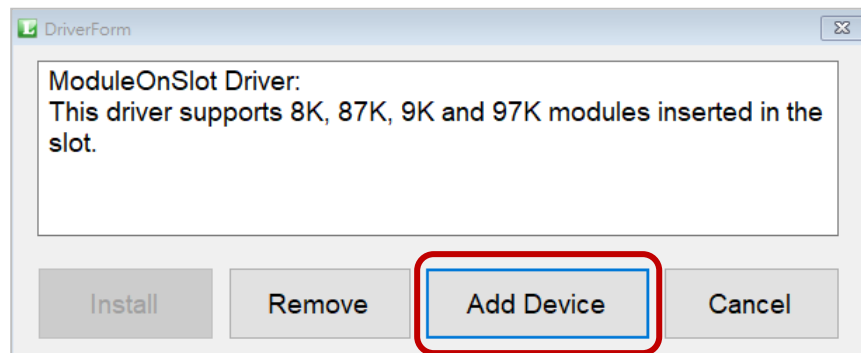 DriverForm
ModuleOnSlot Driver:
This driver supports 8K, 87K, 9K and 97K modules inserted in the
slot.
Install
Remove
Add Device
Cancel